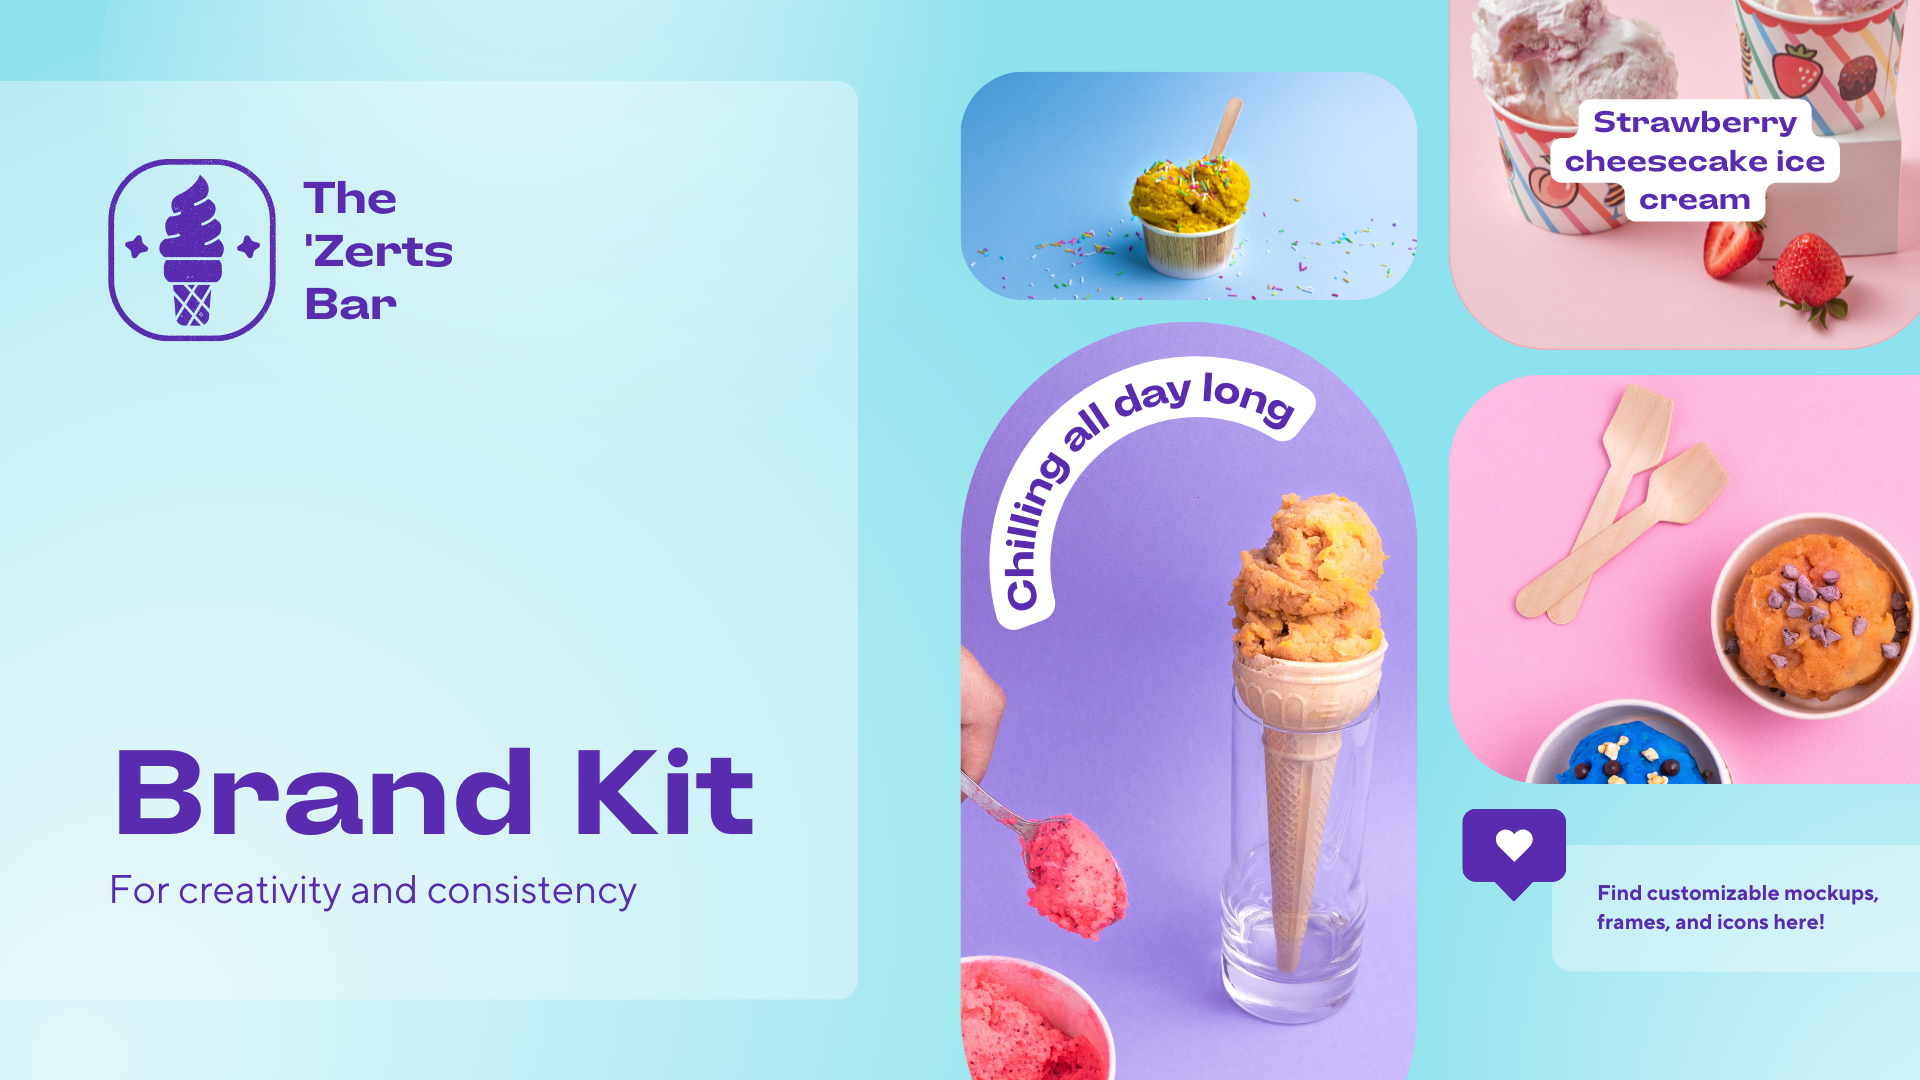 The
'Zerts
Bar
Brand Kit
For creativity and consistency
Chilling all day long
Strawberry
cheesecake ice
cream
Find customizable mockups,
frames, and icons here!